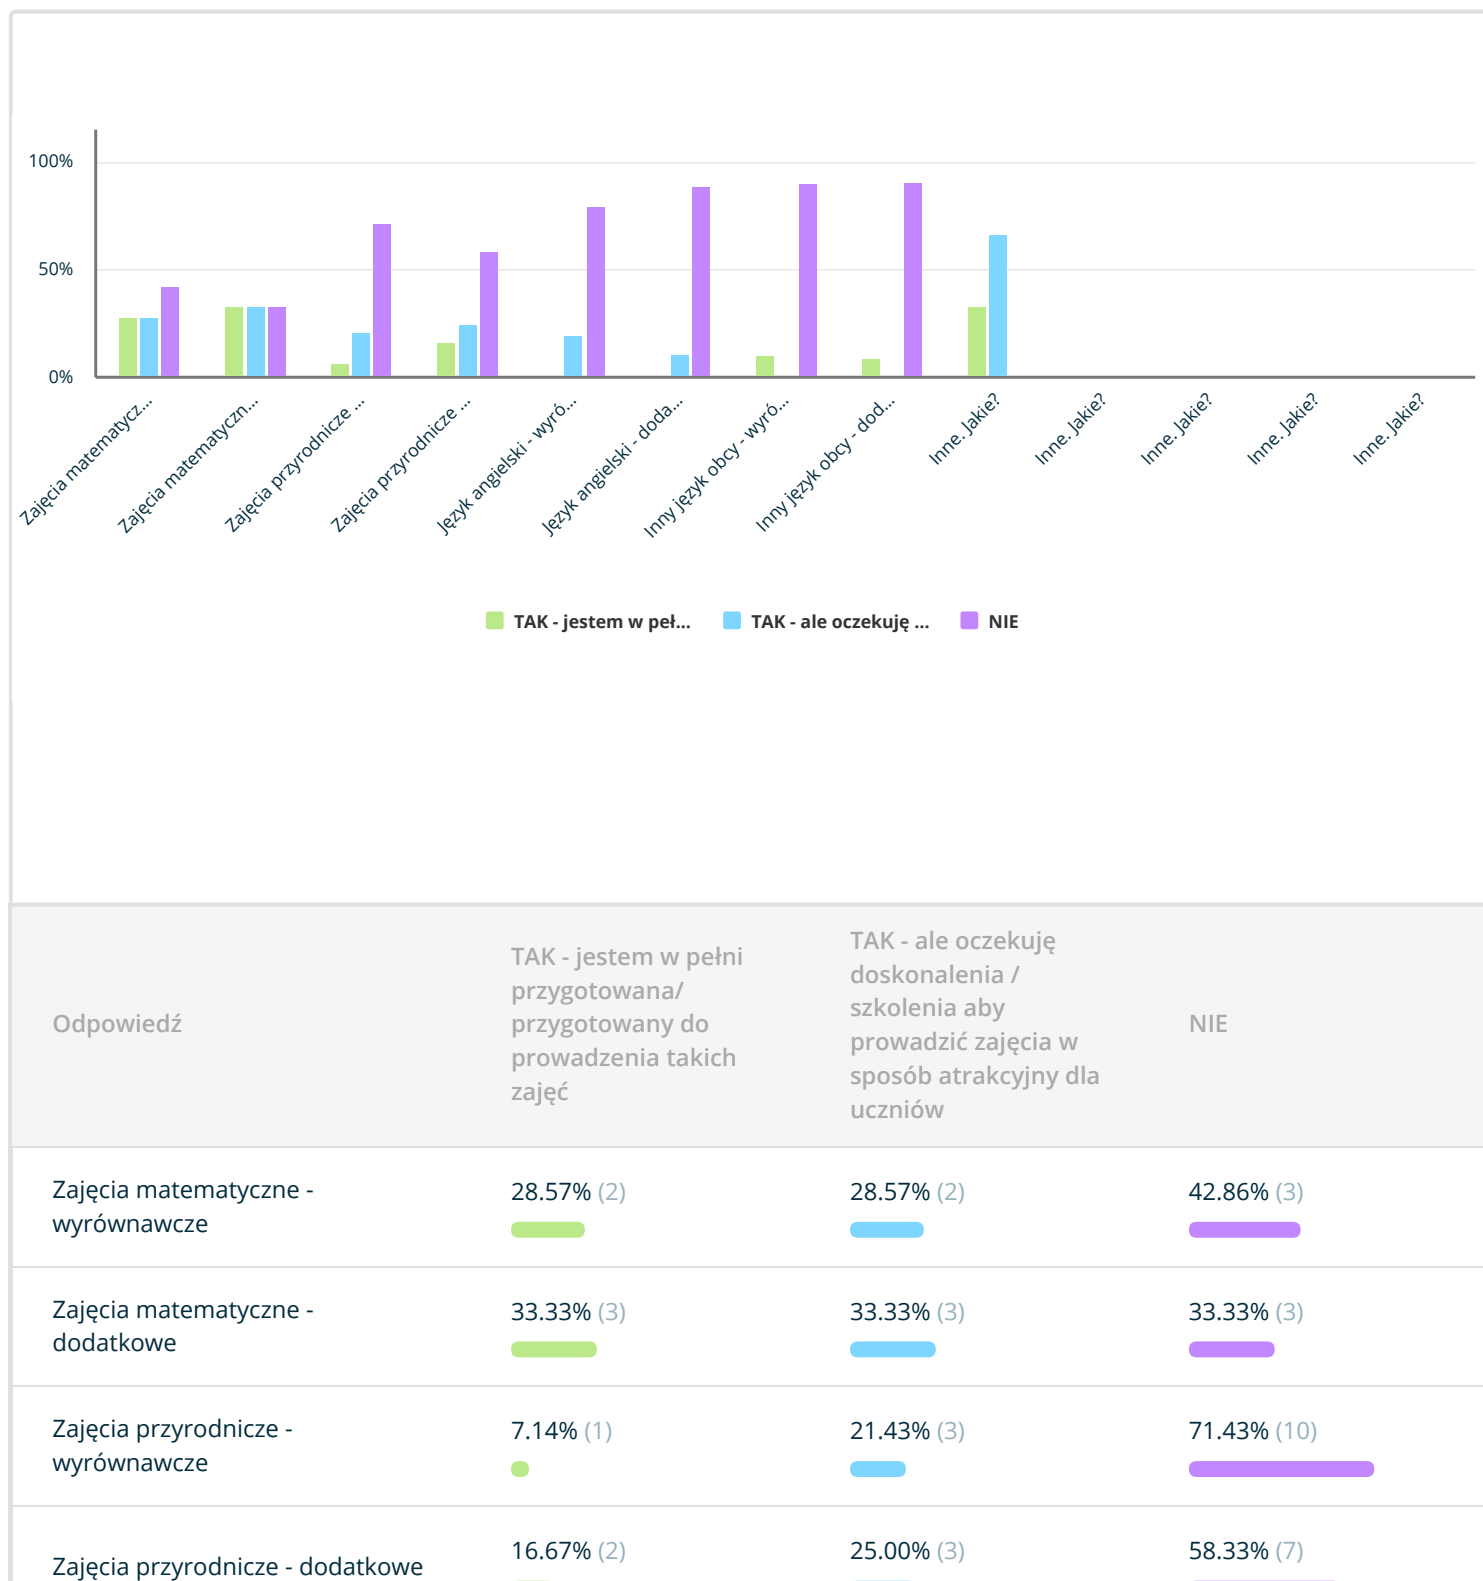 100%
50%
0%
Zajęcia matematycz...
Zajęcia matematyczn...
Zajęcia przyrodnicze ...
Zajęcia przyrodnicze ...
Język angielski - wyró...
Język angielski - doda...
Inny język obcy - wyró...
Inny język obcy - dod...
Inne. Jakie?
Inne. Jakie?
Inne. Jakie?
Inne. Jakie?
Inne. Jakie?
TAK - jestem w peł... TAK - ale oczekuję ... NIE
Odpowiedź
TAK - jestem w pełni
przygotowana/
przygotowany do
prowadzenia takich
zajęć
TAK - ale oczekuję
doskonalenia /
szkolenia aby
prowadzić zajęcia w
sposób atrakcyjny dla
uczniów
NIE
Zajęcia matematyczne -
wyrównawcze
28.57% (2) 28.57% (2) 42.86% (3)
Zajęcia matematyczne -
dodatkowe
33.33% (3) 33.33% (3) 33.33% (3)
Zajęcia przyrodnicze -
wyrównawcze
7.14% (1) 21.43% (3) 71.43% (10)
Zajęcia przyrodnicze - dodatkowe
16.67% (2) 25.00% (3) 58.33% (7)